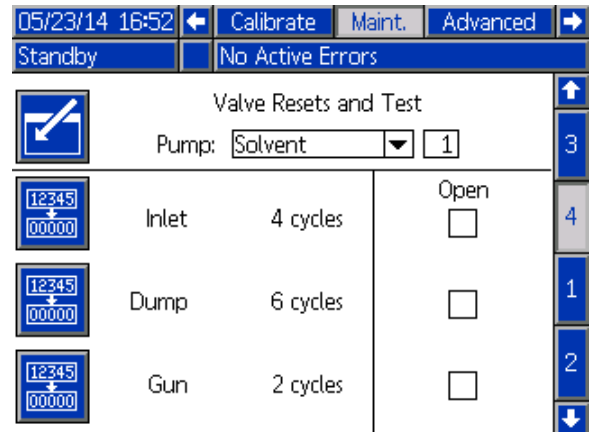 05/23/14 16:52 Calibrate Maint. Advanced
Standby No Active Errors
Valve Resets and Test
Pump: Solvent 1
3
Open
12345
00000
Inlet 4 cycles
4
12345
00000
Dump 6 cycles
1
12345
00000
Gun 2 cycles
2